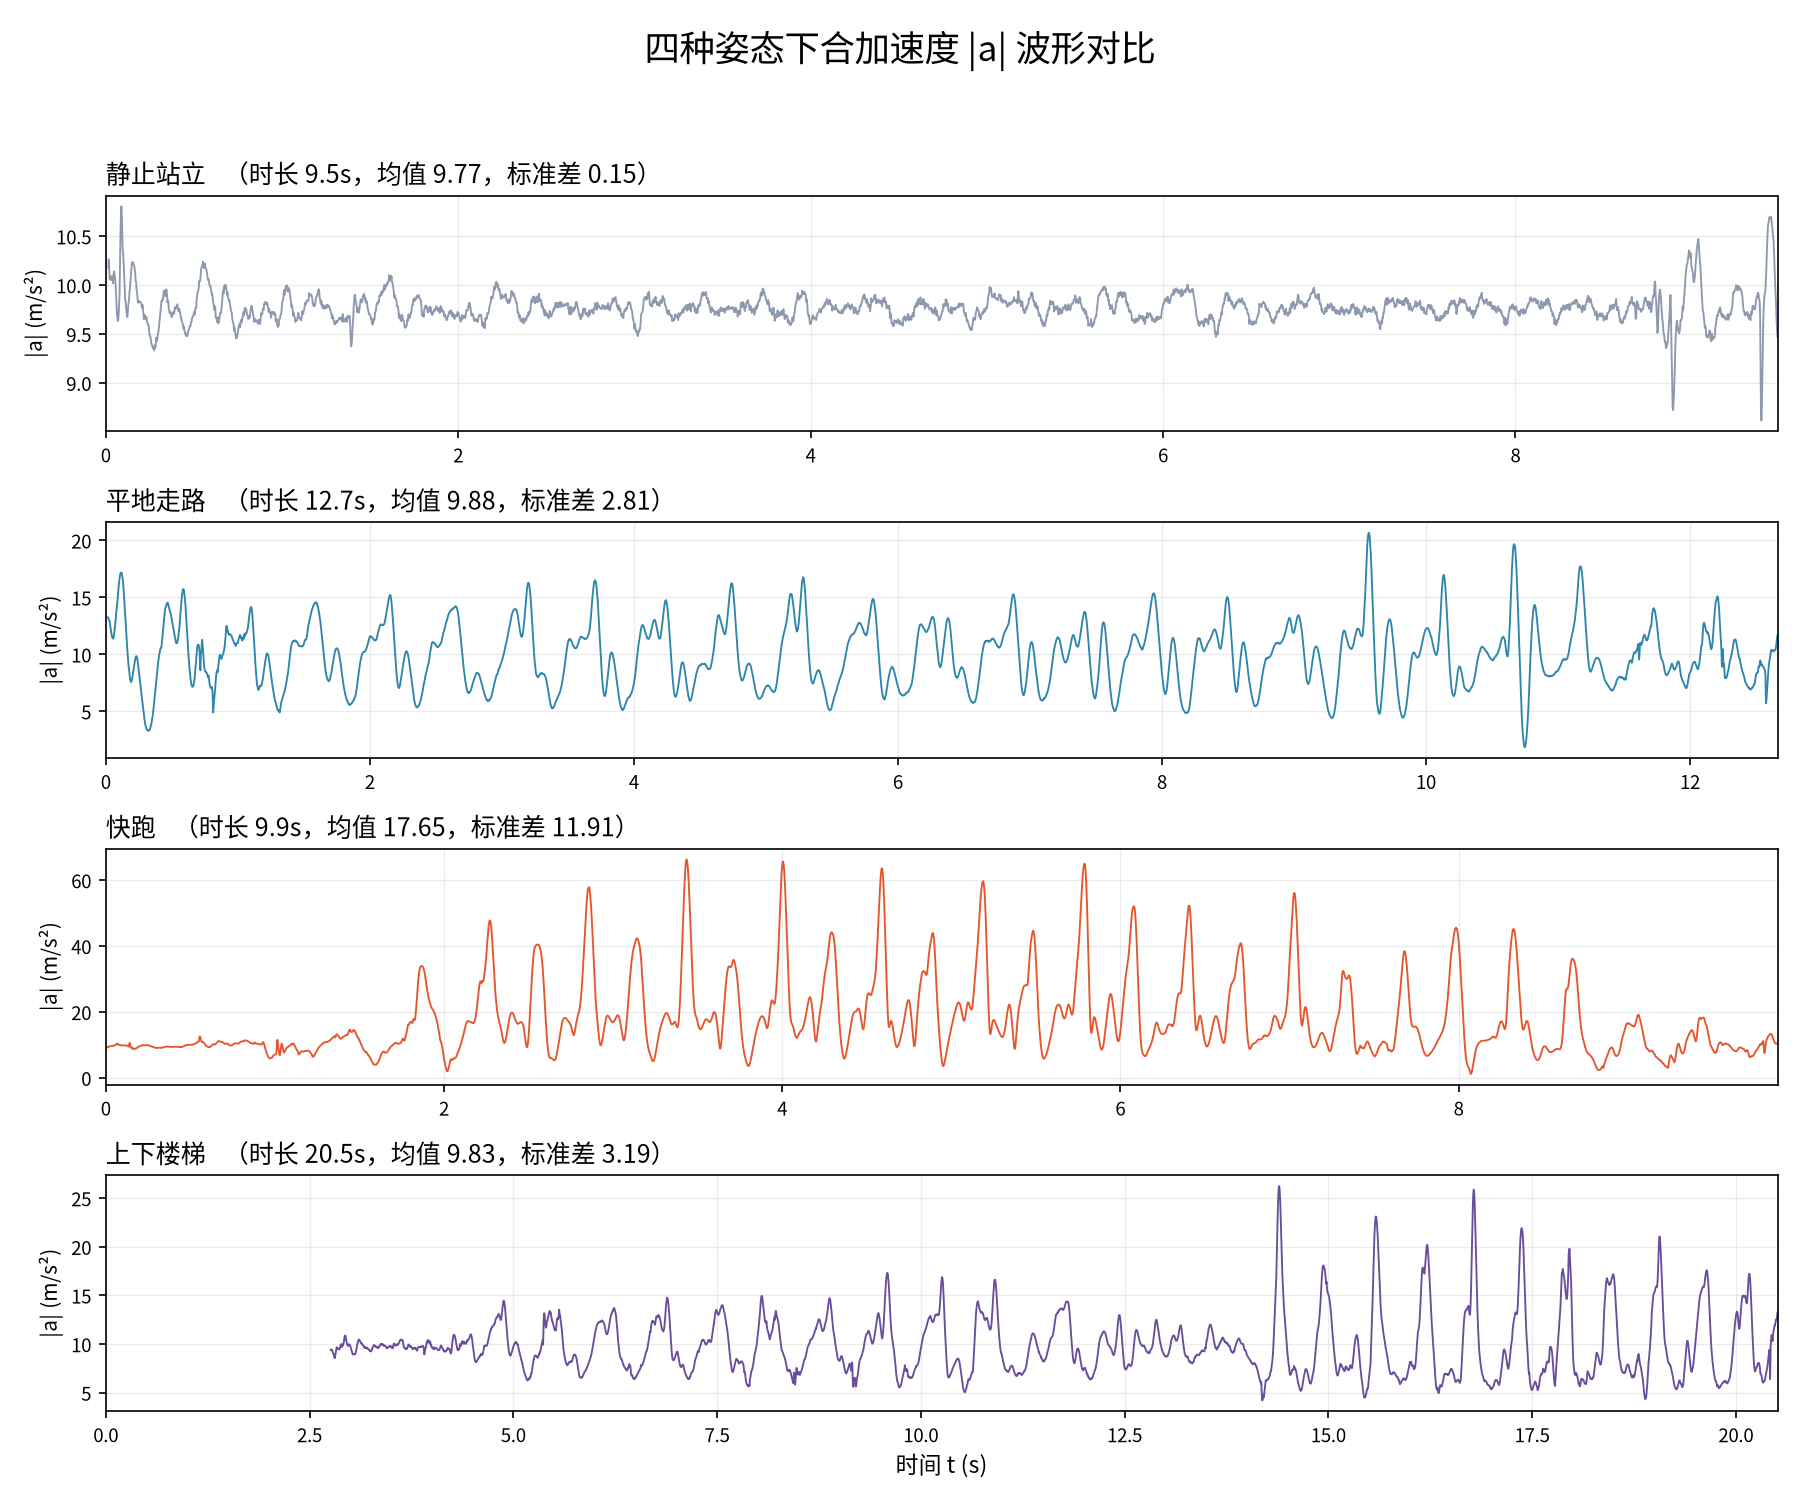 四种姿态下合加速度 |a| 波形对比
静止站立 （时长 9.5s，均值 9.77，标准差 0.15）
|a| (m/s²)
10.5
10.0
9.5
9.0
0 2 4 6 8
平地走路 （时长 12.7s，均值 9.88，标准差 2.81）
|a| (m/s²)
20
15
10
5
0 2 4 6 8 10 12
快跑 （时长 9.9s，均值 17.65，标准差 11.91）
|a| (m/s²)
60
40
20
0
0 2 4 6 8
上下楼梯 （时长 20.5s，均值 9.83，标准差 3.19）
|a| (m/s²)
25
20
15
10
5
0.0 2.5 5.0 7.5 10.0 12.5 15.0 17.5 20.0
时间 t (s)